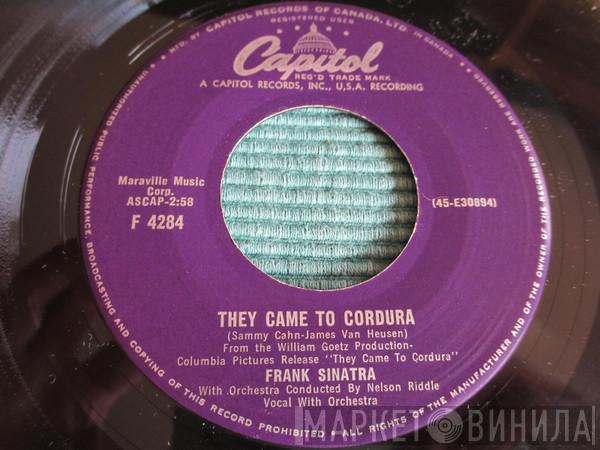 MFD. BY CAPITOL RECORDS OF CANADA, LTD. IN CANADA
REGISTERED USER
Capitol
REG'D TRADE MARK
A CAPITOL RECORDS, INC., U.S.A. RECORDING
Maraville Music
Corp.
ASCAP-2:58
F 4284
(45-E30894)
THEY CAME TO CORDURA
(Sammy Cahn-James Van Heusen)
From the William Goetz Production-
Columbia Pictures Release "They Came To Cordura"
FRANK SINATRA
With Orchestra Conducted By Nelson Riddle
Vocal With Orchestra
UNAUTHORIZED PUBLIC PERFORMANCE, BROADCASTING AND COPYING OF THIS RECORD PROHIBITED • ALL RIGHTS OF THE MANUFACTURER AND OF THE OWNER OF THE RECORDED WORK RESERVED
МАРКЕТ ВИНИЛА